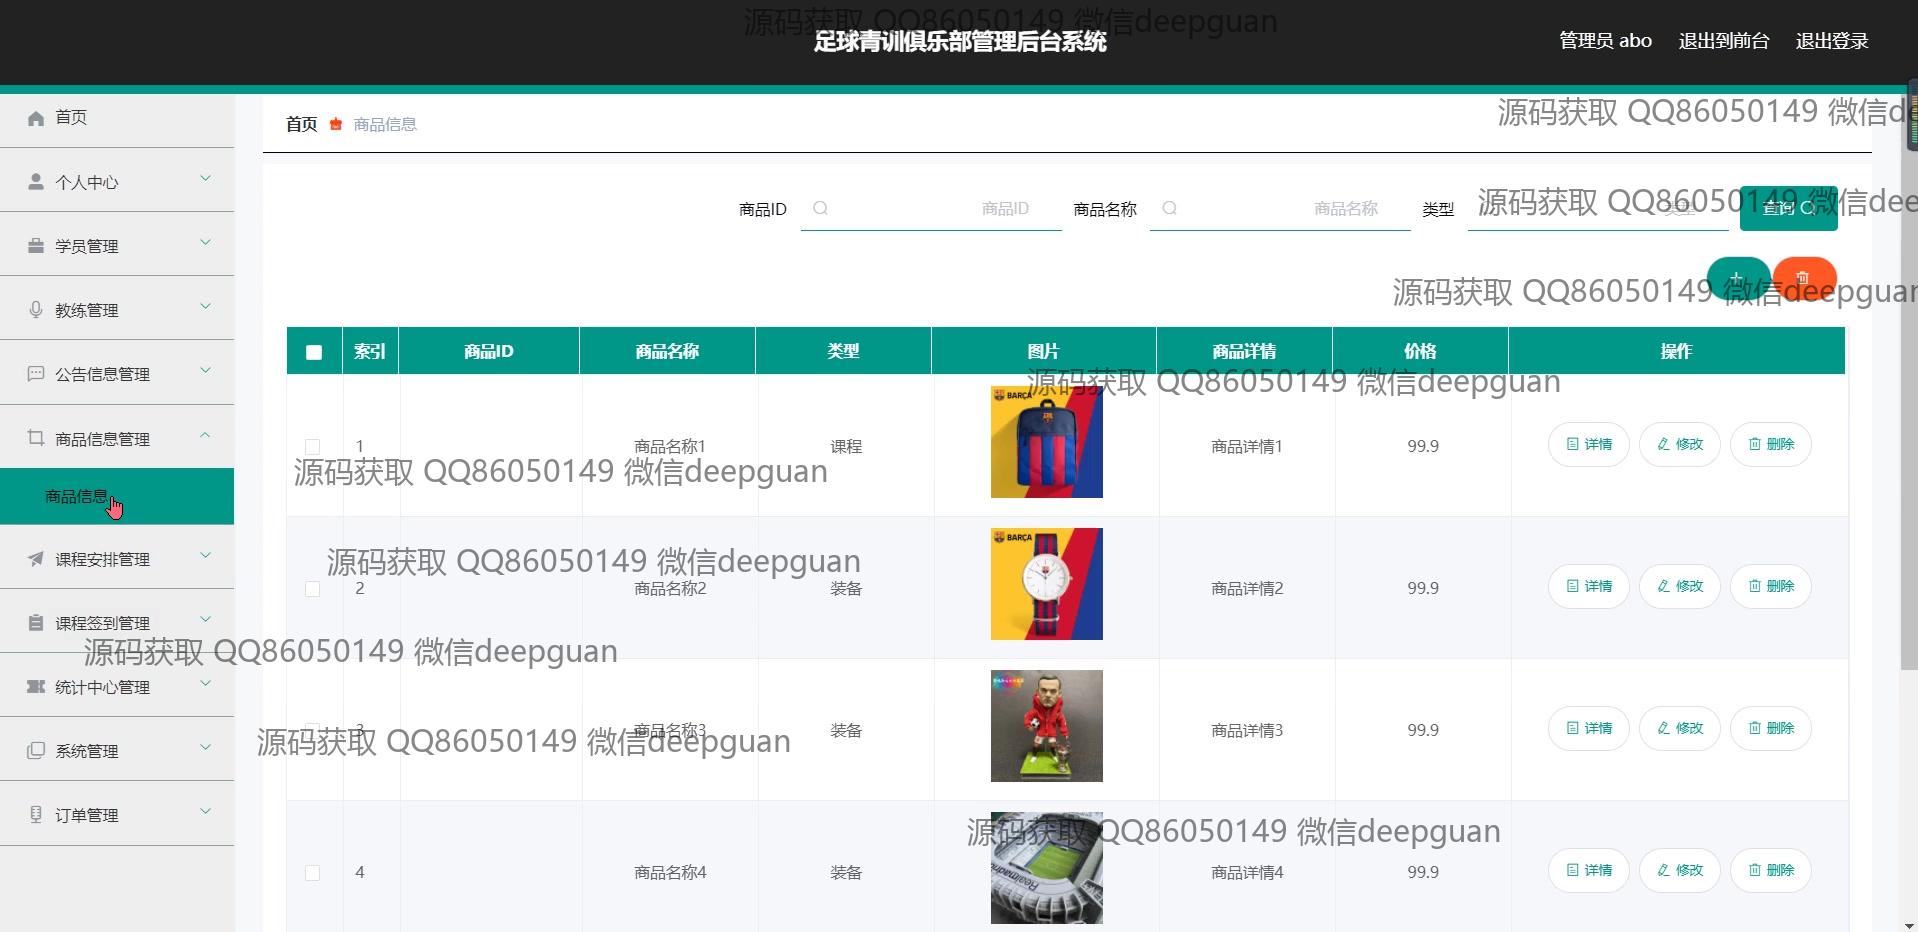 源码获取 QQ86050149 微信deepguan
足球青训俱乐部管理后台系统
管理员 abo 退出到前台 退出登录
首页
个人中心
学员管理
教练管理
公告信息管理
商品信息管理
商品信息
课程安排管理
课程签到管理
统计中心管理
系统管理
订单管理
首页 商品信息
源码获取 QQ86050149 微信d
商品ID 商品ID 商品名称 商品名称 类型 类型 查询
源码获取 QQ86050149 微信dee
源码获取 QQ86050149 微信deepguan
索引 商品ID 商品名称 类型 图片 商品详情 价格 操作
源码获取 QQ86050149 微信deepguan
BARÇA
1 商品名称1 课程 商品详情1 99.9 详情 修改 删除
源码获取 QQ86050149 微信deepguan
BARÇA
源码获取 QQ86050149 微信deepguan
2 商品名称2 装备 商品详情2 99.9 详情 修改 删除
源码获取 QQ86050149 微信deepguan
3 商品名称3 装备 商品详情3 99.9 详情 修改 删除
源码获取 QQ86050149 微信deepguan
源码获取 QQ86050149 微信deepguan
4 商品名称4 装备 商品详情4 99.9 详情 修改 删除
Realmadrid